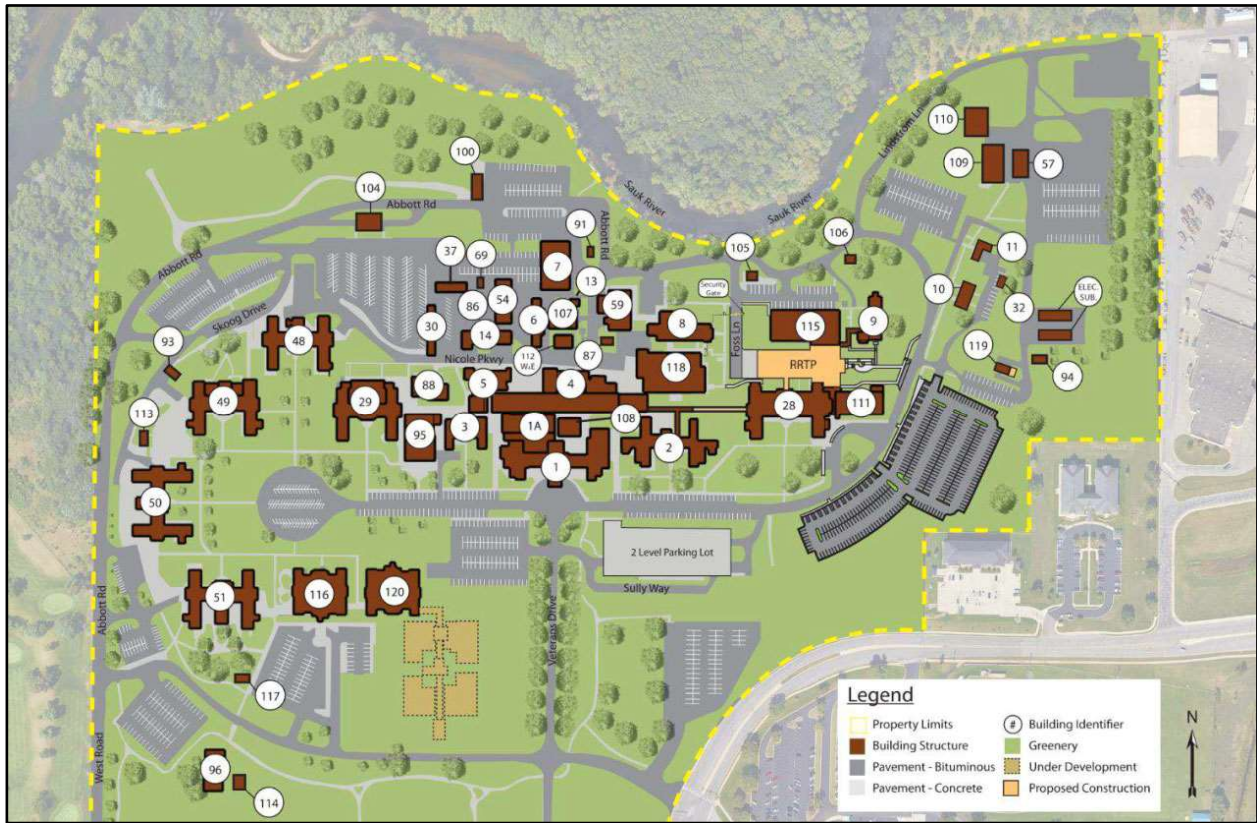 110
109
57
100
104
Abbott Rd
Sauk River
Sauk River
Lindstrom Ln
91
Abbott Rd
106
105
11
37
69
7
13
Abbott Rd
Security
Gate
10
32
ELEC.
SUB.
86
54
59
6
107
Skoog Drive
30
14
8
115
9
93
48
Nicole Pkwy
112
W&E
87
Foss Ln
RRTP
119
94
118
5
4
88
49
29
28
111
113
95
3
1A
108
2
1
50
2 Level Parking Lot
Sully Way
Abbott Rd
51
116
120
Veterans Drive
117
West Road
96
114
Legend
Property Limits
# Building Identifier
Building Structure
Greenery
Pavement - Bituminous
Under Development
Pavement - Concrete
Proposed Construction
N